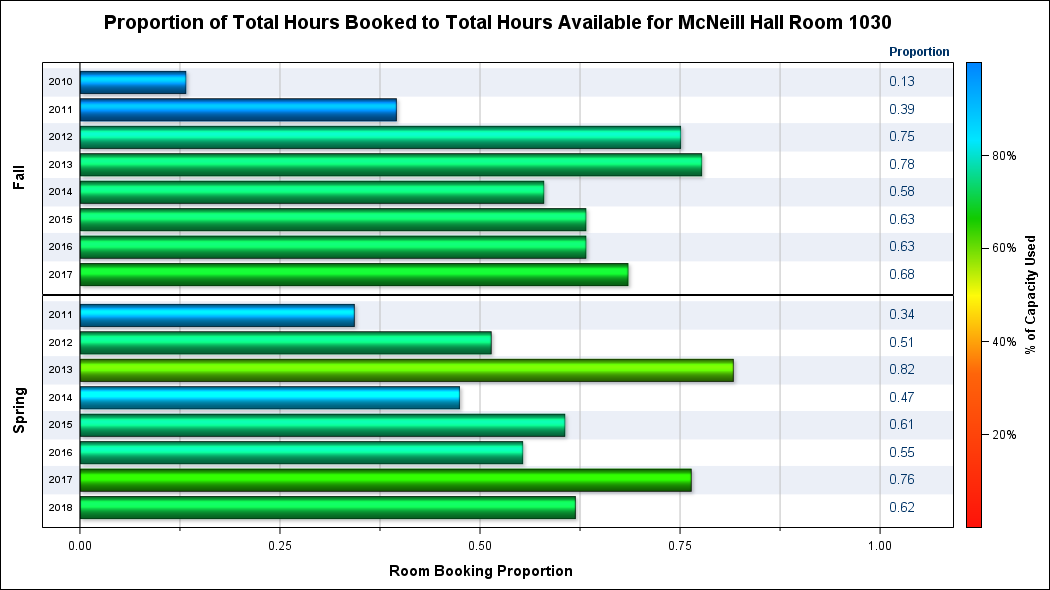 Proportion of Total Hours Booked to Total Hours Available for McNeill Hall Room 1030
Proportion
Fall
2010 0.13
2011 0.39
2012 0.75
2013 0.78
2014 0.58
2015 0.63
2016 0.63
2017 0.68
Spring
2011 0.34
2012 0.51
2013 0.82
2014 0.47
2015 0.61
2016 0.55
2017 0.76
2018 0.62
0.00 0.25 0.50 0.75 1.00
Room Booking Proportion
80%
60%
40%
20%
% of Capacity Used